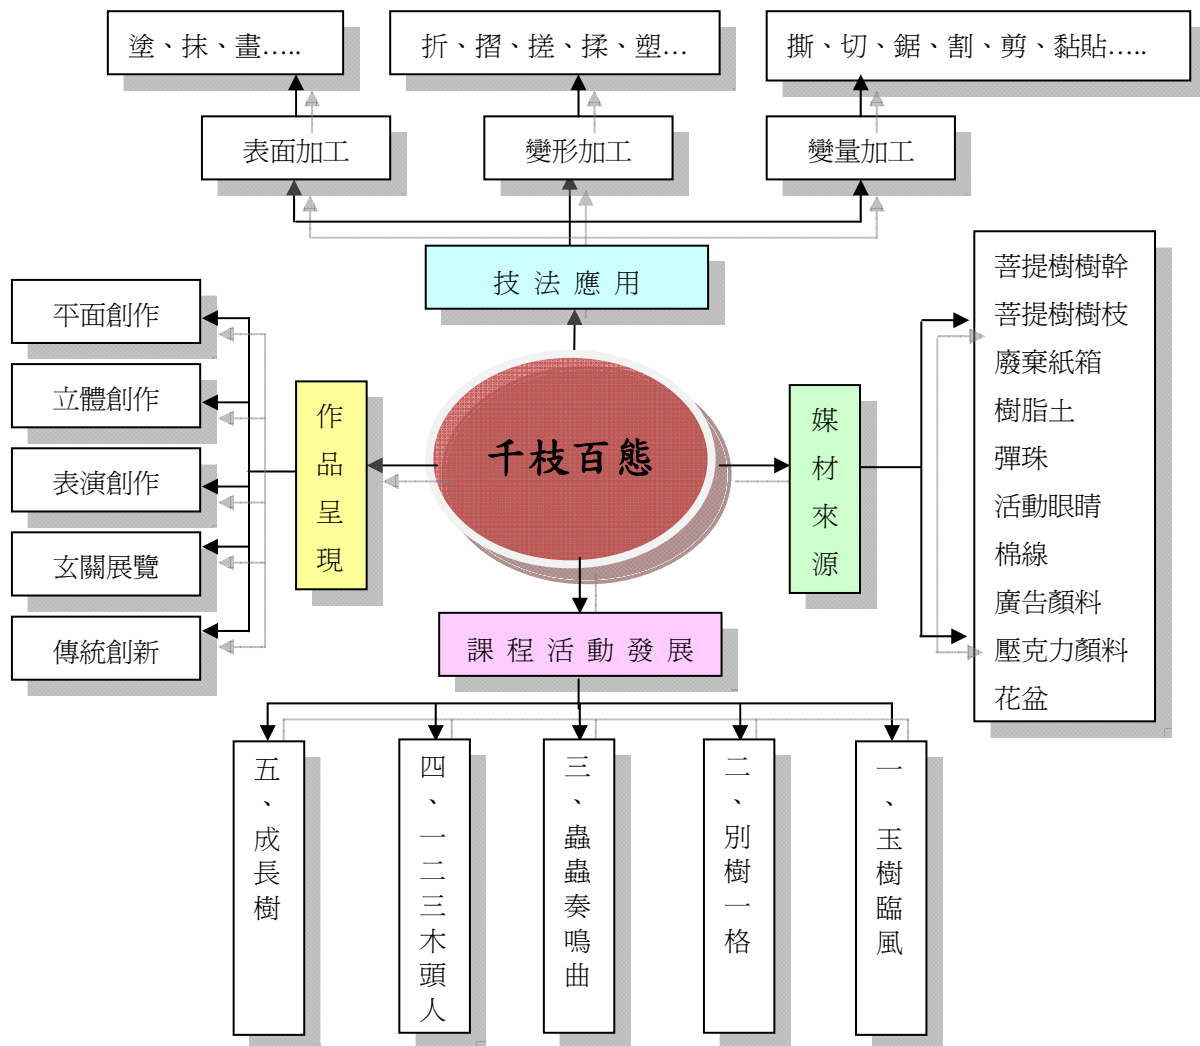 塗、抹、畫…..
折、摺、搓、揉、塑…
撕、切、鋸、割、剪、黏貼…..
表面加工
變形加工
變量加工
技法應用
平面創作
立體創作
表演創作
玄關展覽
傳統創新
作品呈現
千枝百態
媒材來源
菩提樹樹幹
菩提樹樹枝
廢棄紙箱
樹脂土
彈珠
活動眼睛
棉線
廣告顏料
壓克力顏料
花盆
課程活動發展
一、玉樹臨風
二、別樹一格
三、蟲蟲奏鳴曲
四、一二三木頭人
五、成長樹